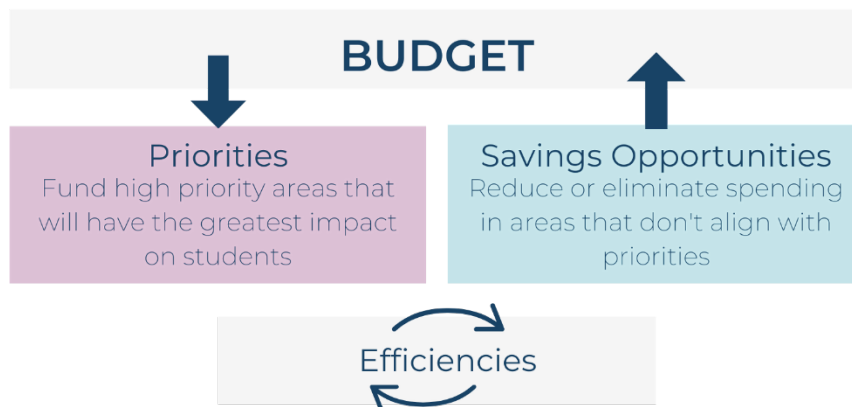 BUDGET
Priorities
Fund high priority areas that
will have the greatest impact
on students
Savings Opportunities
Reduce or eliminate spending
in areas that don't align with
priorities
Efficiencies